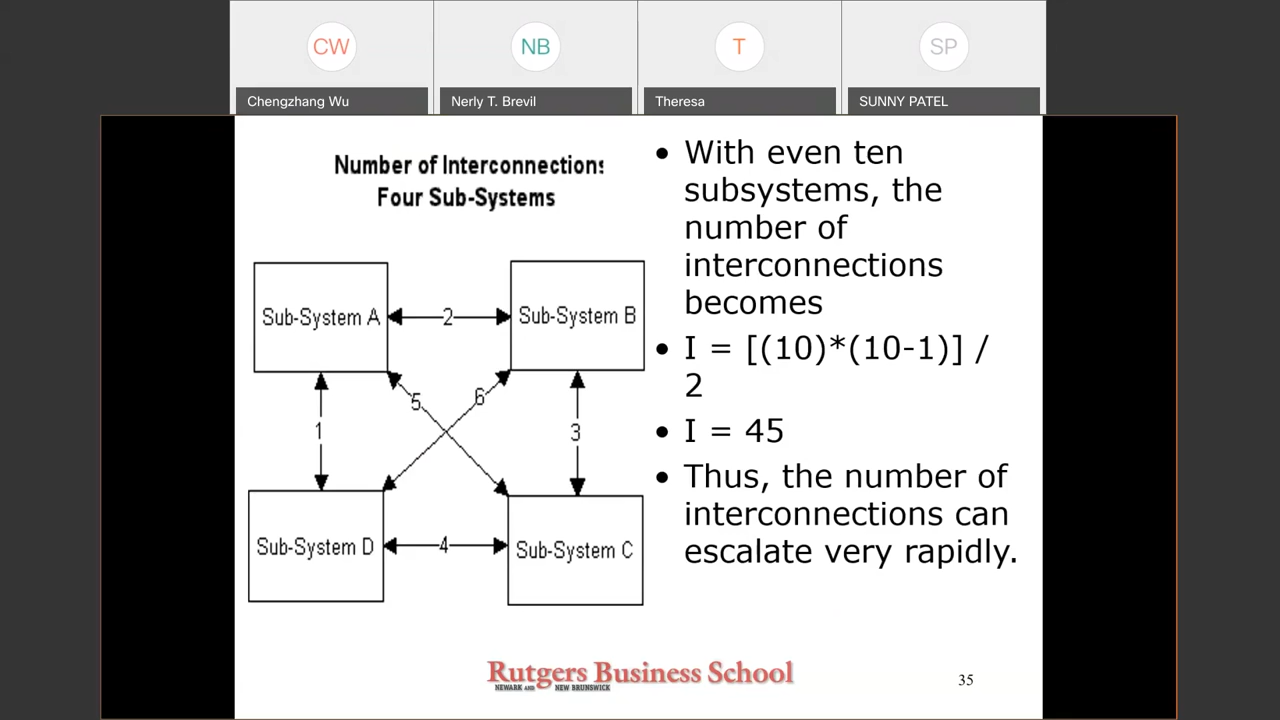 CW
NB
T
SP
Chengzhang Wu
Nerly T. Brevil
Theresa
SUNNY PATEL
Number of Interconnections
Four Sub-Systems
Sub-System A
2
Sub-System B
5
6
1
3
Sub-System D
4
Sub-System C
• With even ten
subsystems, the
number of
interconnections
becomes
• I = [(10)*(10-1)] /
2
• I = 45
• Thus, the number of
interconnections can
escalate very rapidly.
Rutgers Business School
NEWARK AND NEW BRUNSWICK
35